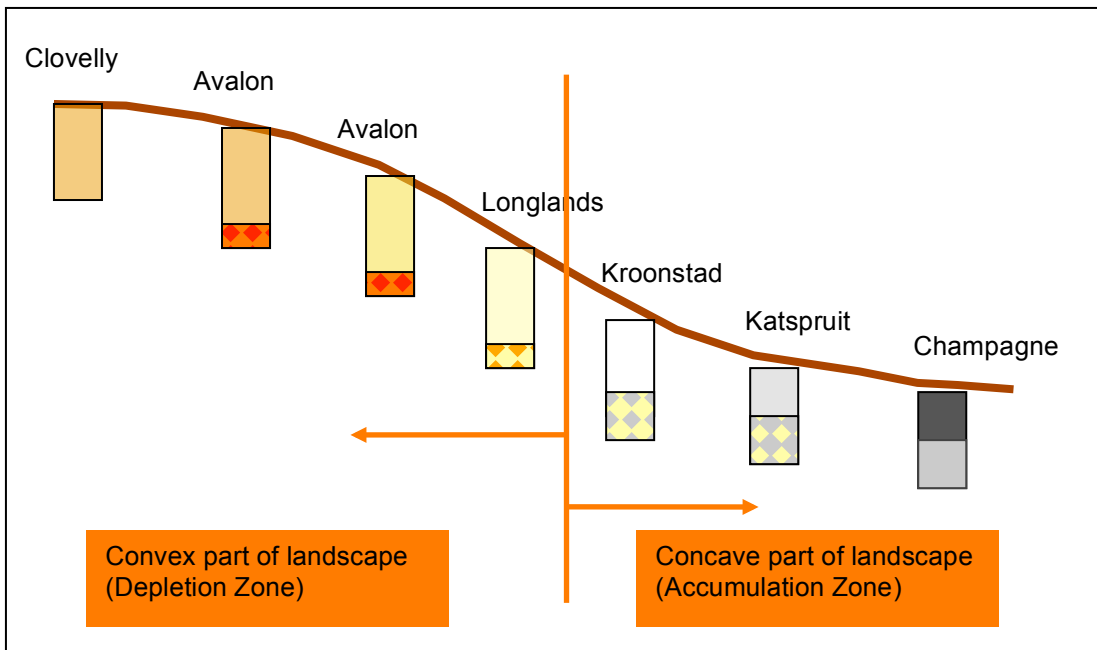 Clovelly
Avalon
Avalon
Longlands
Kroonstad
Katspruit
Champagne
Convex part of landscape
(Depletion Zone)
Concave part of landscape
(Accumulation Zone)